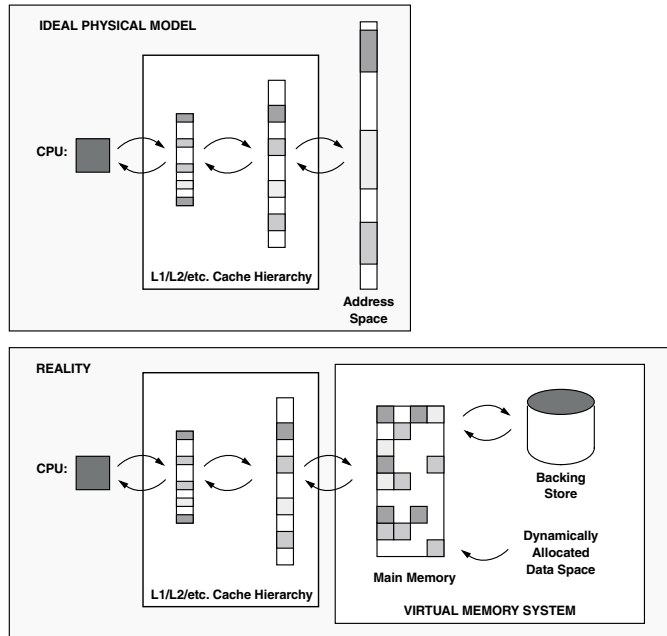 IDEAL PHYSICAL MODEL
CPU:
L1/L2/etc. Cache Hierarchy
Address
Space
REALITY
CPU:
L1/L2/etc. Cache Hierarchy
Main Memory
Backing
Store
Dynamically
Allocated
Data Space
VIRTUAL MEMORY SYSTEM